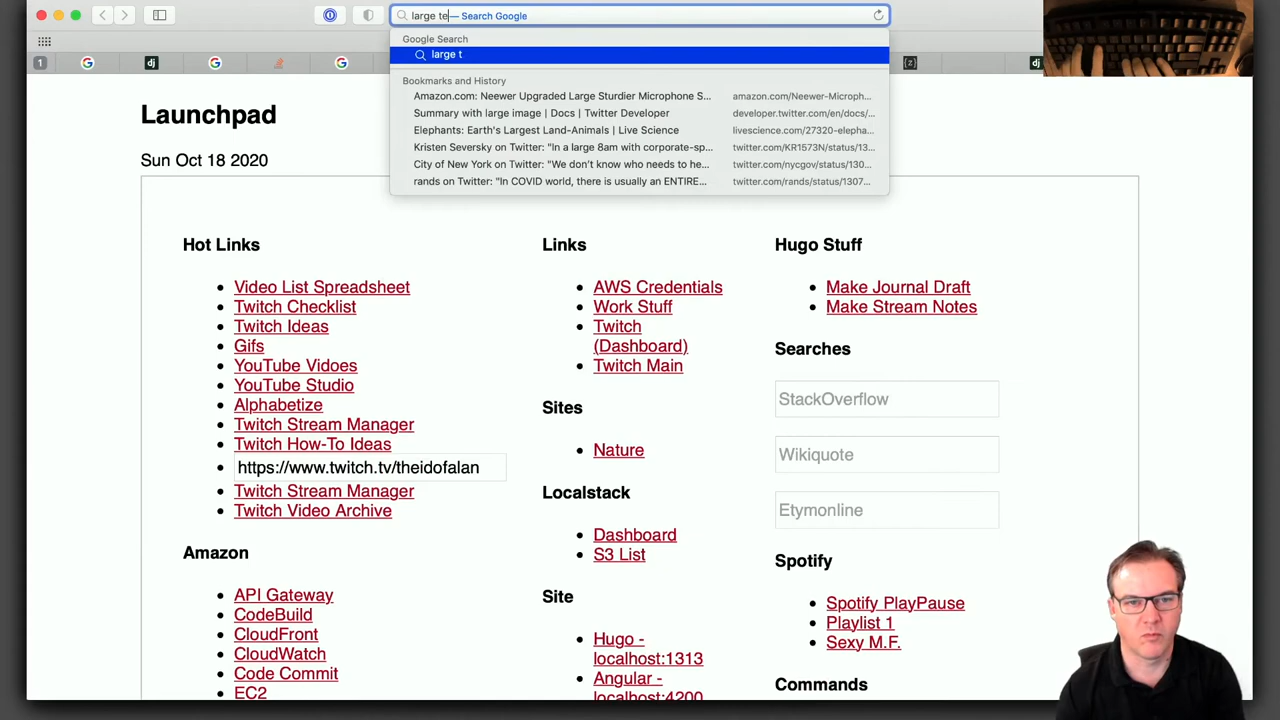 large te — Search Google
Google Search
large t
Bookmarks and History
Amazon.com: Neewer Upgraded Large Sturdier Microphone S... amazon.com/Neewer-Microph...
Summary with large image | Docs | Twitter Developer developer.twitter.com/en/docs/...
Elephants: Earth's Largest Land-Animals | Live Science livescience.com/27320-elepha...
Kristen Seversky on Twitter: "In a large 8am with corporate-sp... twitter.com/KR1573N/status/13...
City of New York on Twitter: "We don't know who needs to he... twitter.com/nycgov/status/130...
rands on Twitter: "In COVID world, there is usually an ENTIRE... twitter.com/rands/status/1307...
1
dj
dj
Launchpad
Sun Oct 18 2020
Hot Links
Video List Spreadsheet
Twitch Checklist
Twitch Ideas
Gifs
YouTube Vidoes
YouTube Studio
Alphabetize
Twitch Stream Manager
Twitch How-To Ideas
https://www.twitch.tv/theidofalan
Twitch Stream Manager
Twitch Video Archive
Amazon
API Gateway
CodeBuild
CloudFront
CloudWatch
Code Commit
EC2
Links
AWS Credentials
Work Stuff
Twitch
(Dashboard)
Twitch Main
Sites
Nature
Localstack
Dashboard
S3 List
Site
Hugo -
localhost:1313
Angular -
localhost:4200
Hugo Stuff
Make Journal Draft
Make Stream Notes
Searches
StackOverflow
Wikiquote
Etymonline
Spotify
Spotify PlayPause
Playlist 1
Sexy M.F.
Commands